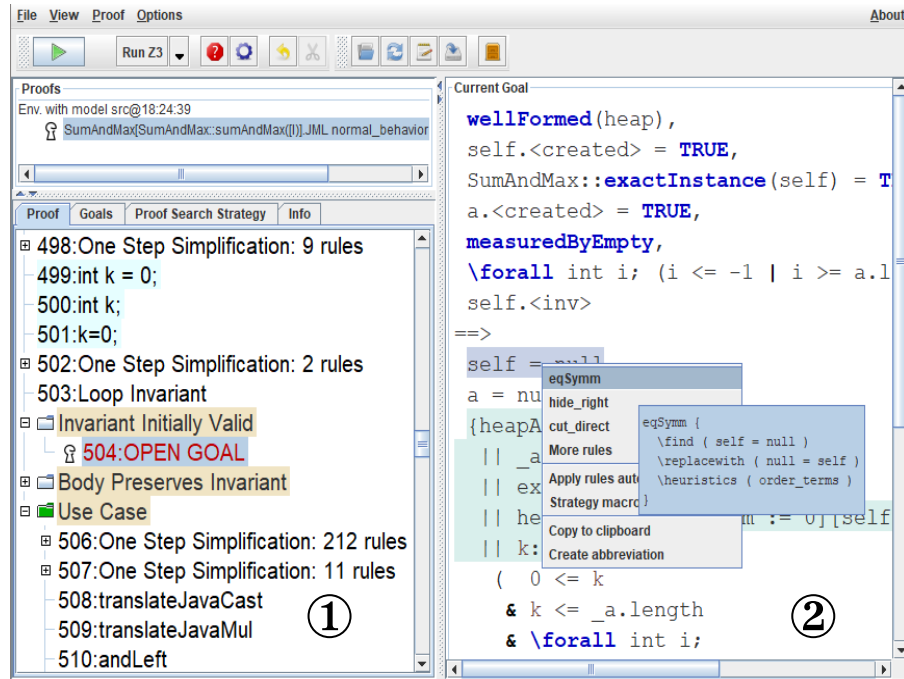 File View Proof Options About
Run Z3
Proofs
Env. with model src@18:24:39
SumAndMax[SumAndMax::sumAndMax([I)].JML normal_behavior
Proof Goals Proof Search Strategy Info
498:One Step Simplification: 9 rules
499:int k = 0;
500:int k;
501:k=0;
502:One Step Simplification: 2 rules
503:Loop Invariant
Invariant Initially Valid
504:OPEN GOAL
Body Preserves Invariant
Use Case
506:One Step Simplification: 212 rules
507:One Step Simplification: 11 rules
508:translateJavaCast
509:translateJavaMul
510:andLeft
①
Current Goal
wellFormed(heap),
self.<created> = TRUE,
SumAndMax::exactInstance(self) = T
a.<created> = TRUE,
measuredByEmpty,
\forall int i; (i <= -1 | i >= a.l
self.<inv>
==>
self = null
a = nu
{heapA
|| _a
|| ex
|| he m := 0][self
|| k:
( 0 <= k
& k <= _a.length
& \forall int i;
②
eqSymm
hide_right
cut_direct
More rules
Apply rules aut
Strategy macro
Copy to clipboard
Create abbreviation
eqSymm {
\find ( self = null )
\replacewith ( null = self )
\heuristics ( order_terms )
}